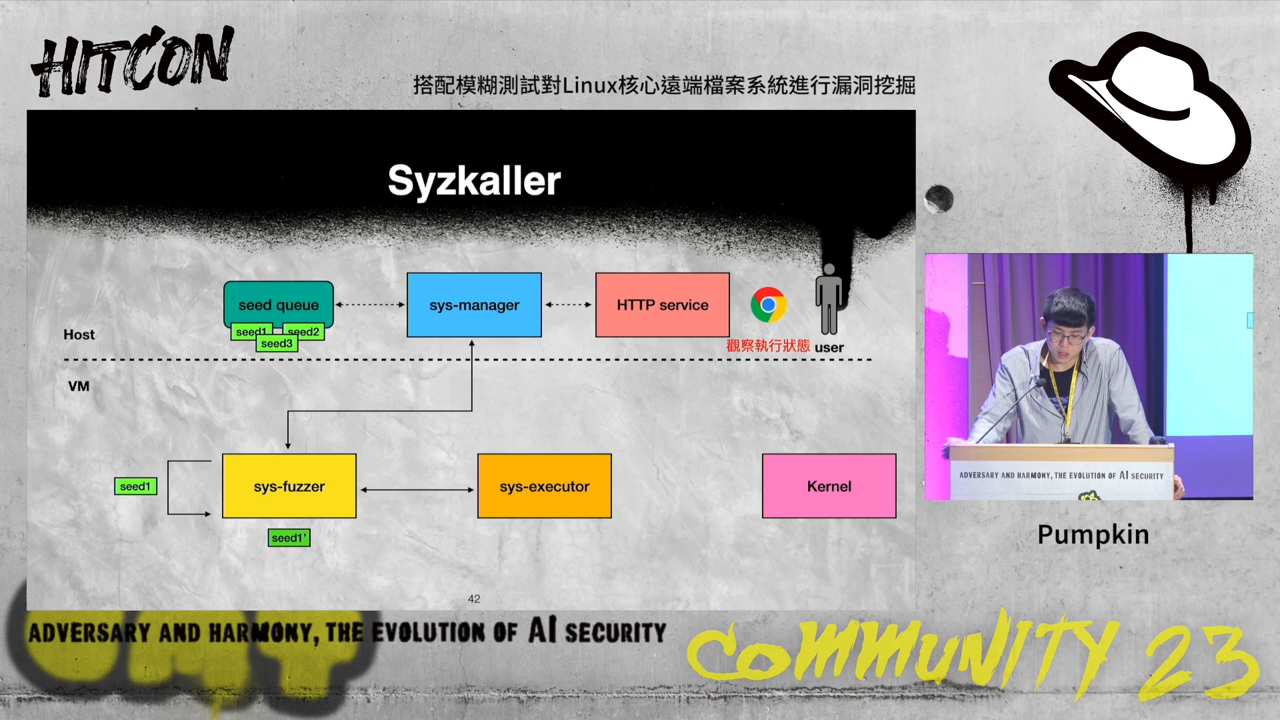 HITCON
搭配模糊測試對Linux核心遠端檔案系統進行漏洞挖掘
Syzkaller
seed queue
seed1
seed2
seed3
sys-manager
HTTP service
觀察執行狀態
user
Host
VM
seed1
sys-fuzzer
seed1'
sys-executor
Kernel
42
ADVERSARY AND HARMONY, THE EVOLUTION OF AI SECURITY
Pumpkin
ADVERSARY AND HARMONY, THE EVOLUTION OF AI SECURITY
COMMUNITY 23